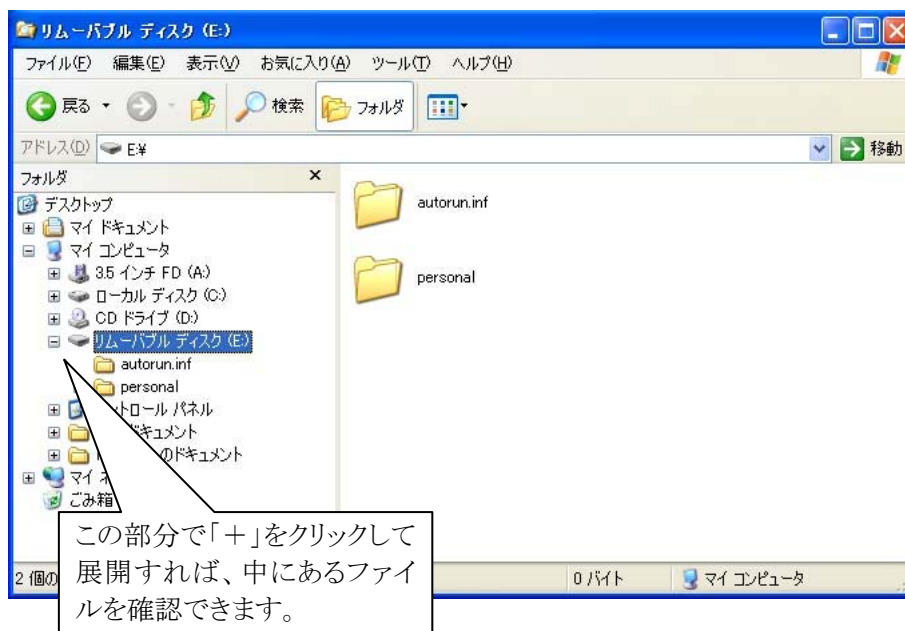 リムーバブル ディスク (E:)
ファイル(F) 編集(E) 表示(V) お気に入り(A) ツール(T) ヘルプ(H)
戻る 検索 フォルダ
アドレス(D) E:¥ 移動
フォルダ ×
デスクトップ
マイ ドキュメント
マイ コンピュータ
3.5 インチ FD (A:)
ローカル ディスク (C:)
CD ドライブ (D:)
リムーバブル ディスク (E:)
autorun.inf
personal
トロール パネル
ドキュメント
のドキュメント
マイ
ごみ箱
autorun.inf
personal
この部分で「＋」をクリックして
展開すれば、中にあるファイ
ルを確認できます。
2 個の 0 バイト マイ コンピュータ